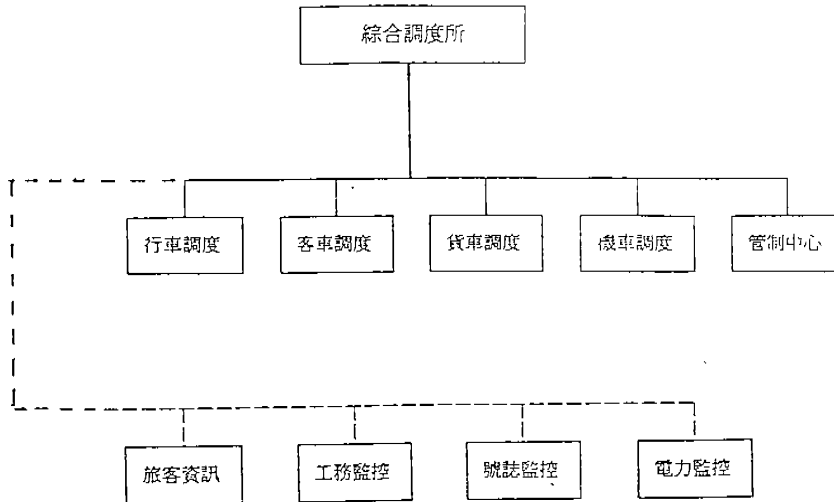 綜合調度所
行車調度
客車調度
貨車調度
機車調度
管制中心
旅客資訊
工務監控
號誌監控
電力監控